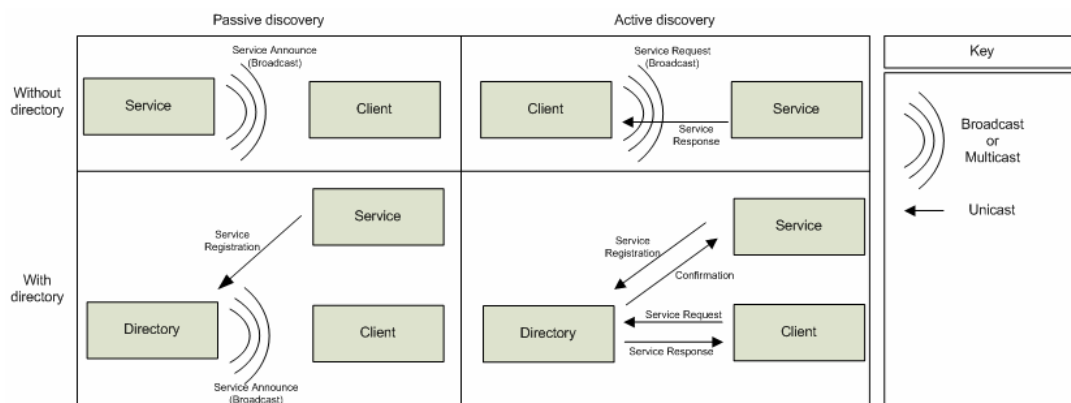 Passive discovery
Active discovery
Without
directory
Service Announce
(Broadcast)
Service
Client
Service Request
(Broadcast)
Client
Service
Service
Response
Key
Broadcast
or
Multicast
Unicast
With
directory
Service
Service
Registration
Directory
Client
Service Announce
(Broadcast)
Service
Service
Registration
Confirmation
Directory
Service Request
Client
Service Response